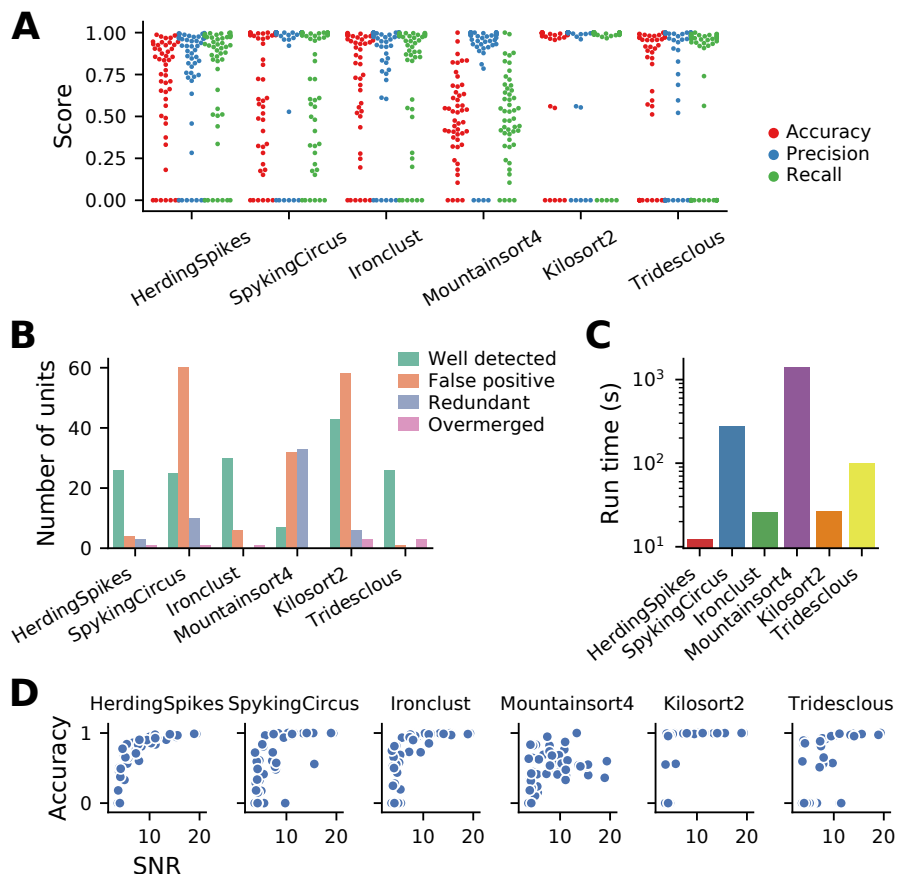 A
Score
1.00
0.75
0.50
0.25
0.00
HerdingSpikes
SpykingCircus
Ironclust
Mountainsort4
Kilosort2
Tridesclous
Accuracy
Precision
Recall
B
Number of units
60
40
20
0
Well detected
False positive
Redundant
Overmerged
HerdingSpikes
SpykingCircus
Ironclust
Mountainsort4
Kilosort2
Tridesclous
C
Run time (s)
10³
10²
10¹
HerdingSpikes
SpykingCircus
Ironclust
Mountainsort4
Kilosort2
Tridesclous
D
HerdingSpikes
SpykingCircus
Ironclust
Mountainsort4
Kilosort2
Tridesclous
Accuracy
1
0
10 20
10 20
10 20
10 20
10 20
10 20
SNR